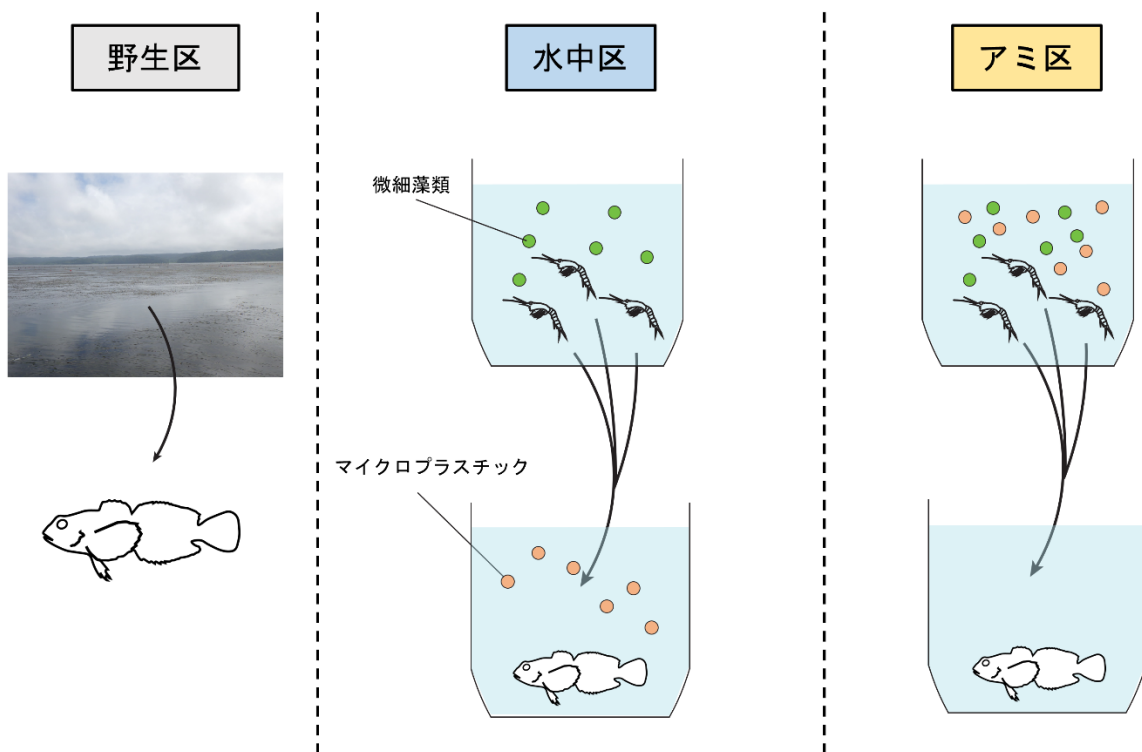 野生区
水中区
アミ区
微細藻類
マイクロプラスチック